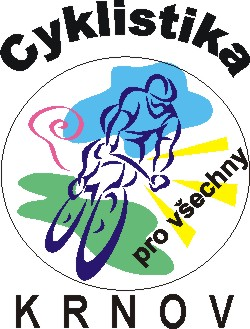 Cyklistika
pro všechny
KRNOV